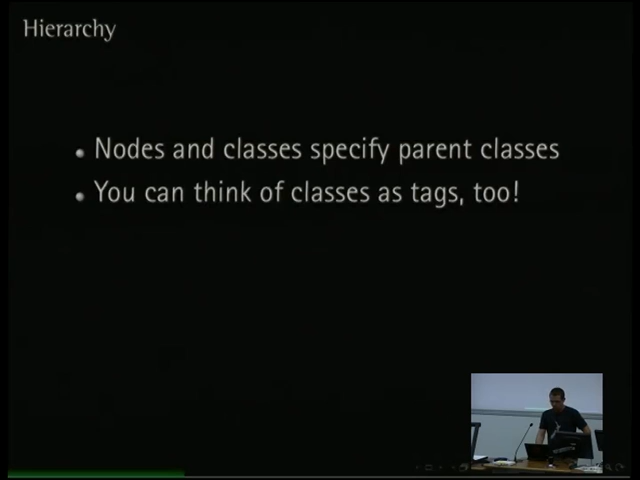 Hierarchy
Nodes and classes specify parent classes
You can think of classes as tags, too!